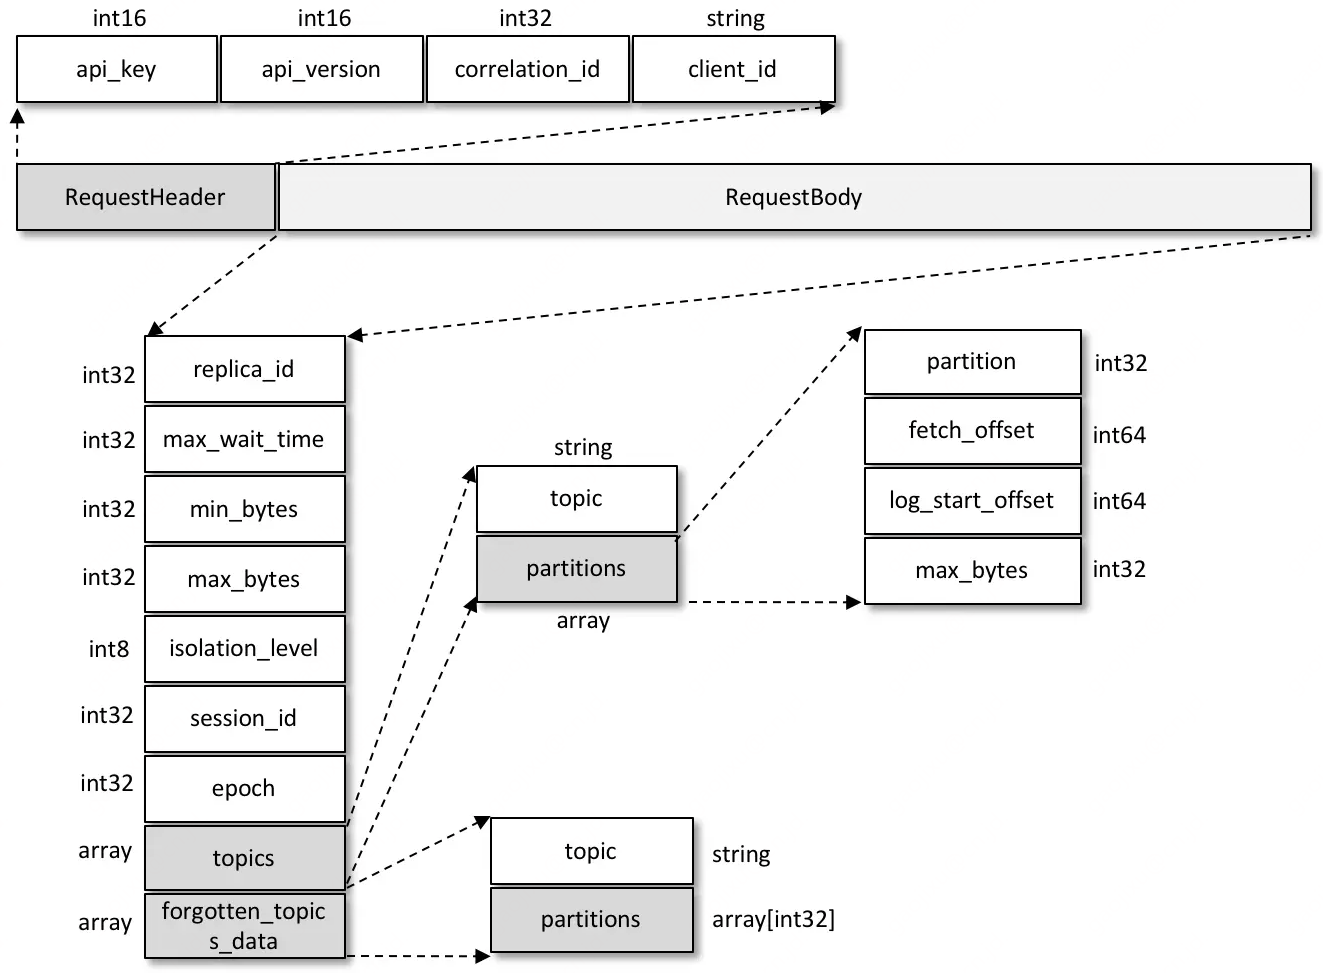 int16 int16 int32 string
api_key api_version correlation_id client_id
RequestHeader RequestBody
int32 replica_id
int32 max_wait_time
int32 min_bytes
int32 max_bytes
int8 isolation_level
int32 session_id
int32 epoch
array topics
array forgotten_topic
s_data
string
topic
partitions
array
partition int32
fetch_offset int64
log_start_offset int64
max_bytes int32
topic string
partitions array[int32]